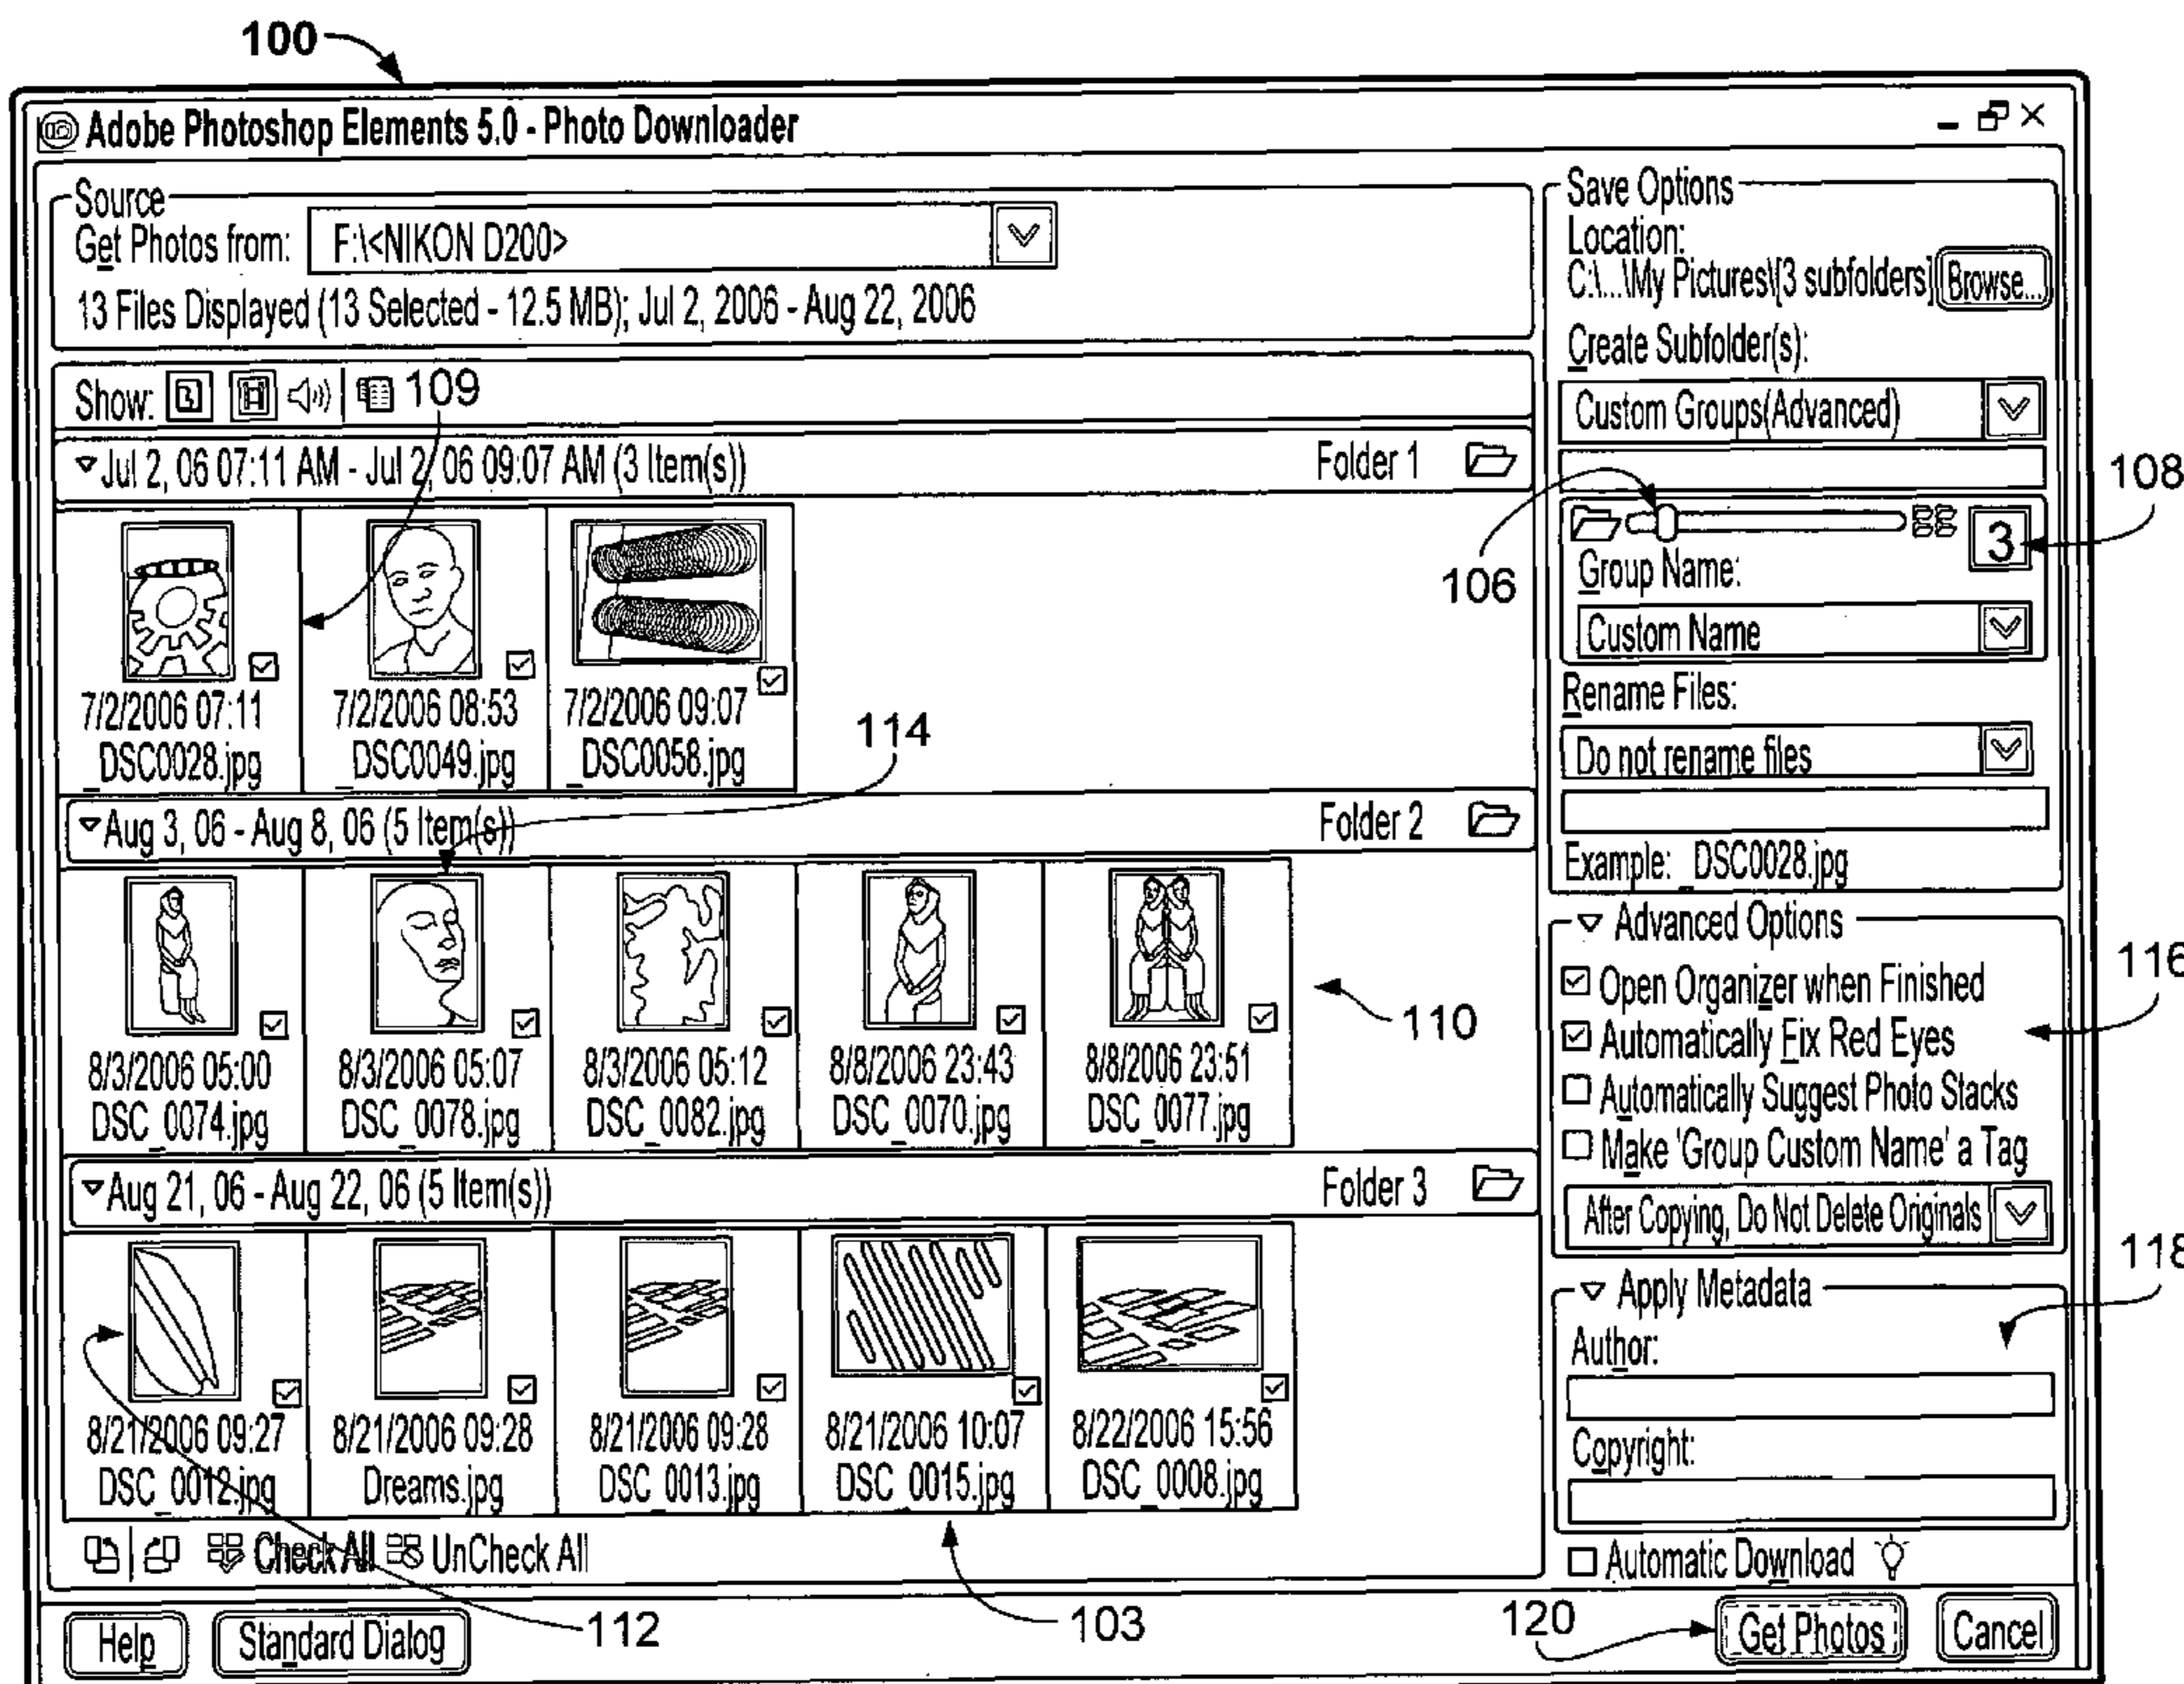 100
Adobe Photoshop Elements 5.0 - Photo Downloader
Source
Get Photos from: F:\<NIKON D200>
13 Files Displayed (13 Selected - 12.5 MB); Jul 2, 2006 - Aug 22, 2006
Show:
109
Jul 2, 06 07:11 AM - Jul 2, 06 09:07 AM (3 Item(s)) Folder 1
7/2/2006 07:11 7/2/2006 08:53 7/2/2006 09:07
_DSC0028.jpg _DSC0049.jpg _DSC0058.jpg
114
Aug 3, 06 - Aug 8, 06 (5 Item(s)) Folder 2
110
8/3/2006 05:00 8/3/2006 05:07 8/3/2006 05:12 8/8/2006 23:43 8/8/2006 23:51
DSC_0074.jpg DSC_0078.jpg DSC_0082.jpg DSC_0070.jpg DSC_0077.jpg
Aug 21, 06 - Aug 22, 06 (5 Item(s)) Folder 3
8/21/2006 09:27 8/21/2006 09:28 8/21/2006 09:28 8/21/2006 10:07 8/22/2006 15:56
DSC_0012.jpg Dreams.jpg DSC_0013.jpg DSC_0015.jpg DSC_0008.jpg
Check All UnCheck All
112
103
Help Standard Dialog
Save Options
Location:
C:\...\My Pictures\[3 subfolders] Browse...
Create Subfolder(s):
Custom Groups(Advanced)
108
3
106
Group Name:
Custom Name
Rename Files:
Do not rename files
Example: _DSC0028.jpg
Advanced Options
116
Open Organizer when Finished
Automatically Fix Red Eyes
Automatically Suggest Photo Stacks
Make 'Group Custom Name' a Tag
After Copying, Do Not Delete Originals
118
Apply Metadata
Author:
Copyright:
Automatic Download
120
Get Photos Cancel